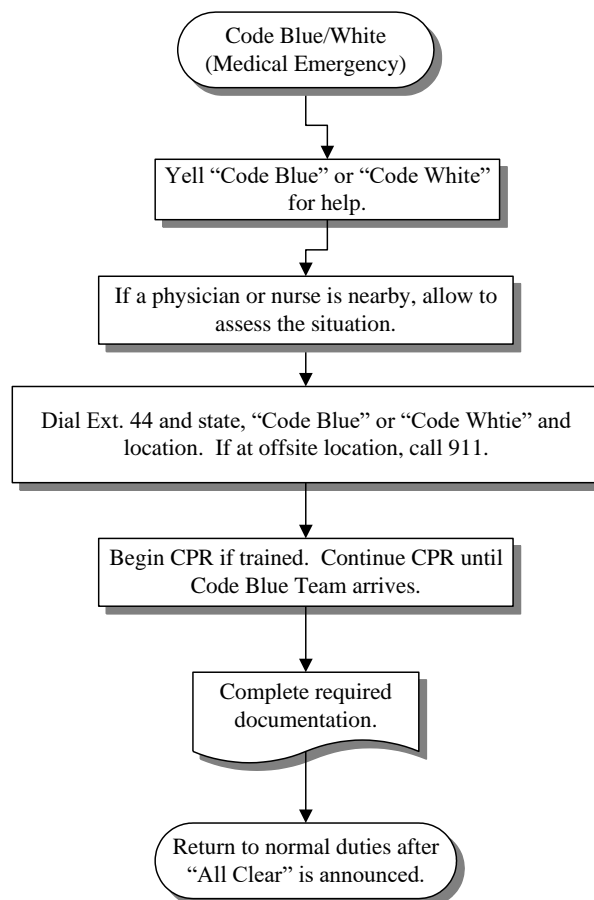 Code Blue/White
(Medical Emergency)
Yell “Code Blue” or “Code White”
for help.
If a physician or nurse is nearby, allow to
assess the situation.
Dial Ext. 44 and state, “Code Blue” or “Code Whtie” and
location.  If at offsite location, call 911.
Begin CPR if trained.  Continue CPR until
Code Blue Team arrives.
Complete required
documentation.
Return to normal duties after
“All Clear” is announced.